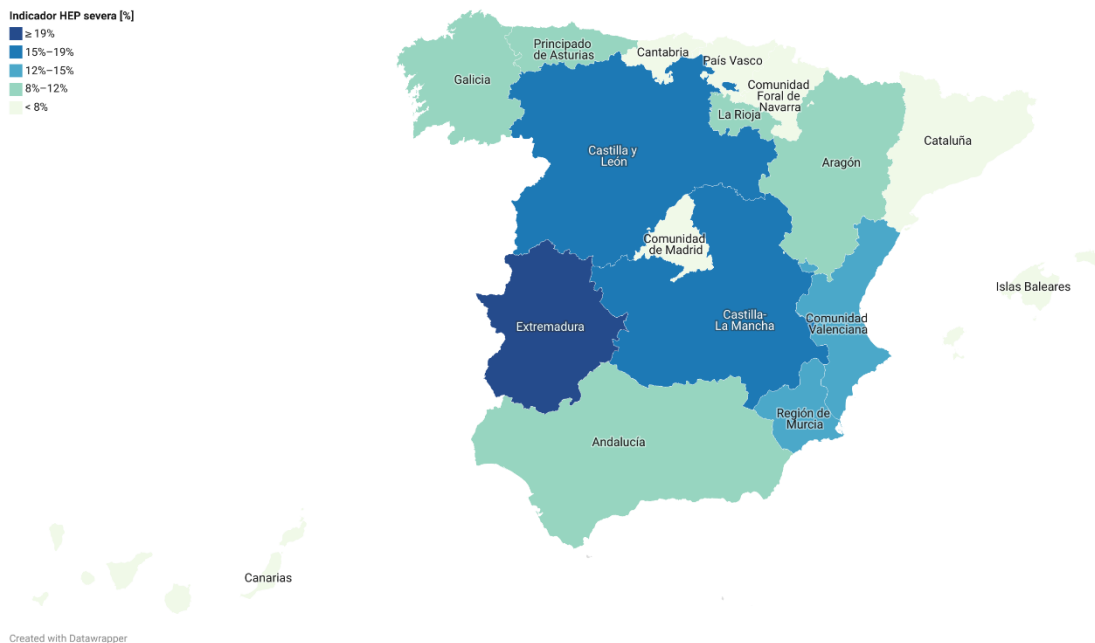 Indicador HEP severa [%]
≥ 19%
15%–19%
12%–15%
8%–12%
< 8%
Principado
de Asturias
Cantabria
País Vasco
Galicia
Comunidad
Foral de
Navarra
La Rioja
Cataluña
Castilla y
León
Aragón
Comunidad
de Madrid
Islas Baleares
Extremadura
Castilla-
La Mancha
Comunidad
Valenciana
Región de
Murcia
Andalucía
Canarias
Created with Datawrapper